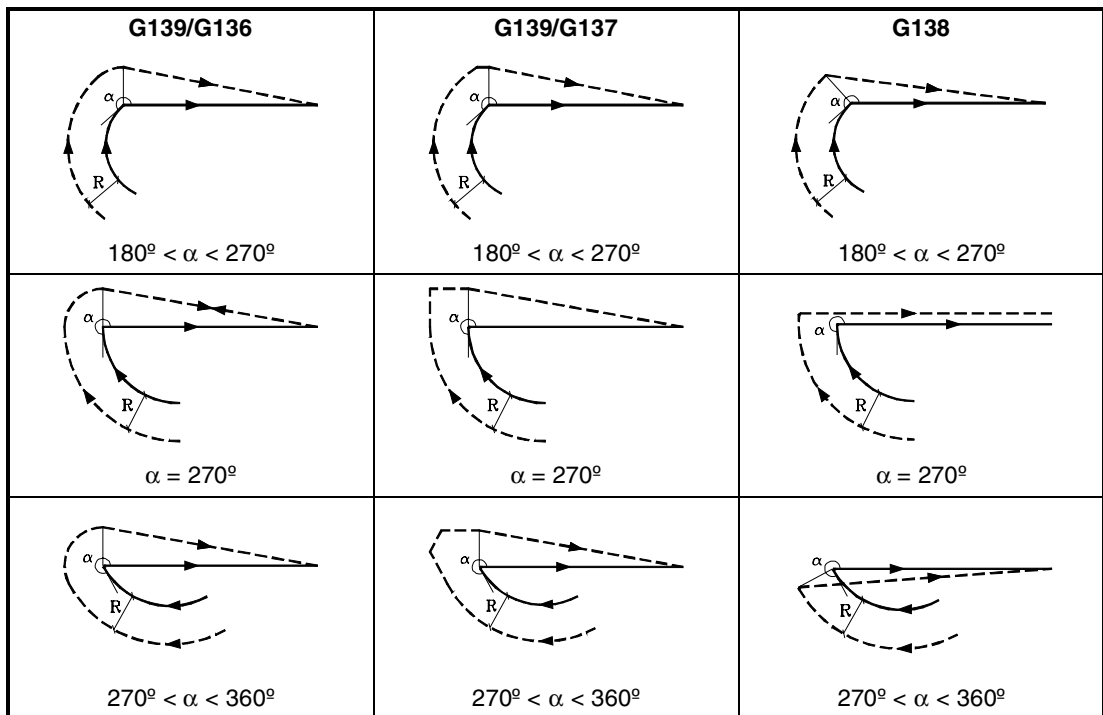 G139/G136
G139/G137
G138
α
R
180º < α < 270º
α
R
180º < α < 270º
α
R
180º < α < 270º
α
R
α = 270º
α
R
α = 270º
α
R
α = 270º
α
R
270º < α < 360º
α
R
270º < α < 360º
α
R
270º < α < 360º